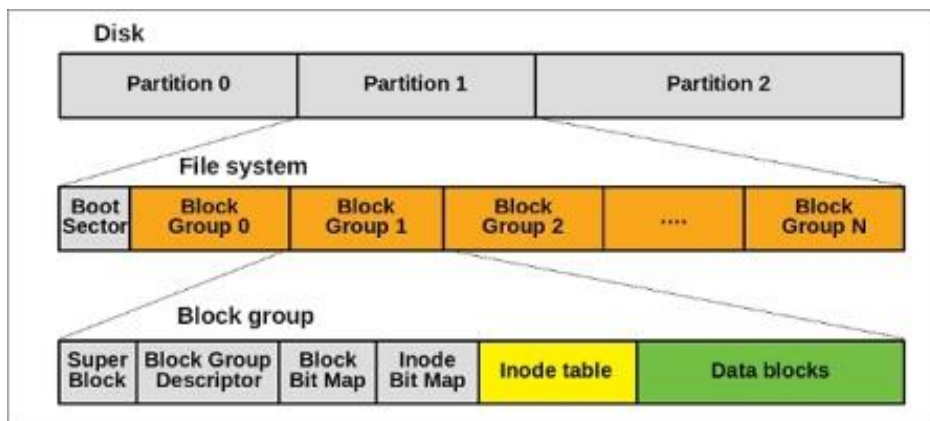 Disk
Partition 0 Partition 1 Partition 2
File system
Boot Sector Block Group 0 Block Group 1 Block Group 2 .... Block Group N
Block group
Super Block Block Group Descriptor Block Bit Map Inode Bit Map Inode table Data blocks